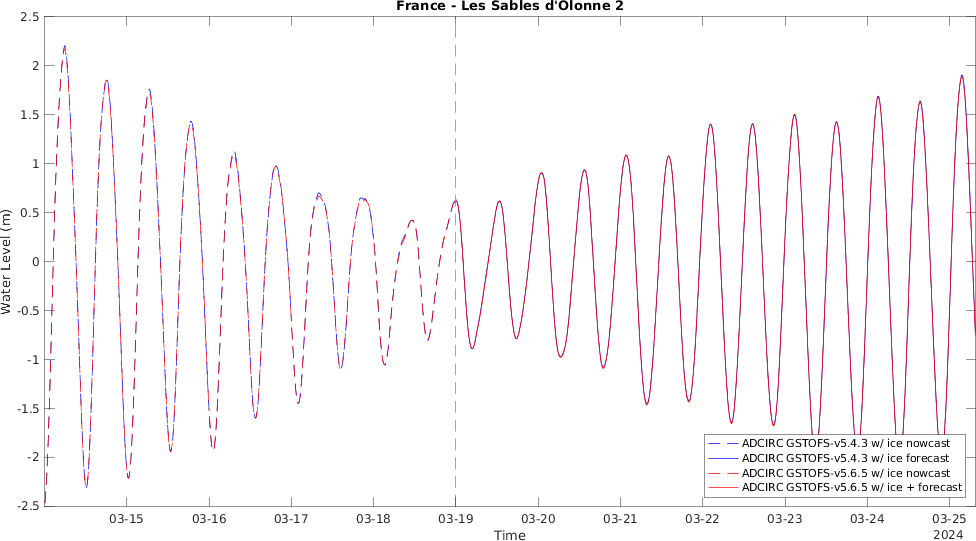 France - Les Sables d'Olonne 2
2.5
2
1.5
1
0.5
0
-0.5
-1
-1.5
-2
-2.5
Water Level (m)
ADCIRC GSTOFS-v5.4.3 w/ ice nowcast
ADCIRC GSTOFS-v5.4.3 w/ ice forecast
ADCIRC GSTOFS-v5.6.5 w/ ice nowcast
ADCIRC GSTOFS-v5.6.5 w/ ice + forecast
03-15 03-16 03-17 03-18 03-19 03-20 03-21 03-22 03-23 03-24 03-25
Time
2024